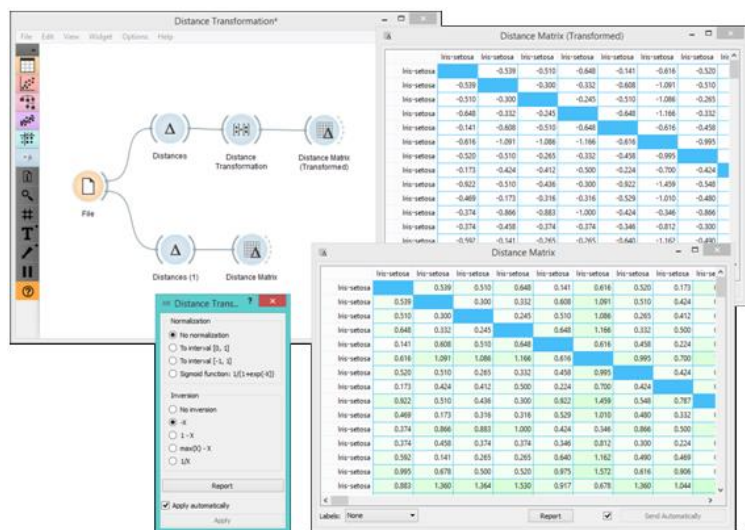 Distance Transformation*
File Edit View Widget Options Help
Distances
Distance
Transformation
Distance Matrix
(Transformed)
File
Distances (1)
Distance Matrix
Distance Matrix (Transformed)
Iris-setosa Iris-setosa Iris-setosa Iris-setosa Iris-setosa Iris-setosa Iris-setosa
Iris-setosa -0.539 -0.510 -0.648 -0.141 -0.616 -0.520
Iris-setosa -0.539 -0.300 -0.332 -0.608 -1.091 -0.510
Iris-setosa -0.510 -0.300 -0.245 -0.510 -1.086 -0.265
Iris-setosa -0.648 -0.332 -0.245 -0.648 -1.166 -0.332
Iris-setosa -0.141 -0.608 -0.510 -0.648 -0.616 -0.458
Iris-setosa -0.616 -1.091 -1.086 -1.166 -0.616 -0.995
Iris-setosa -0.520 -0.510 -0.265 -0.332 -0.458 -0.995
Iris-setosa -0.173 -0.424 -0.412 -0.500 -0.224 -0.700 -0.424
Iris-setosa -0.922 -0.510 -0.436 -0.300 -0.922 -1.459 -0.548
Iris-setosa -0.469 -0.173 -0.316 -0.316 -0.529 -1.010 -0.480
Iris-setosa -0.374 -0.866 -0.883 -1.000 -0.424 -0.346 -0.866
Iris-setosa -0.374 -0.458 -0.374 -0.374 -0.346 -0.812 -0.300
Iris-setosa -0.592 -0.141 -0.265 -0.265 -0.640 -1.162 -0.490
Distance Trans...
Normalization
No normalization
To interval [0, 1]
To interval [-1, 1]
Sigmoid function: 1/(1+exp(-X))
Inversion
No inversion
-X
1 - X
max(X) - X
1/X
Report
Apply automatically
Apply
Distance Matrix
Iris-setosa Iris-setosa Iris-setosa Iris-setosa Iris-setosa Iris-setosa Iris-setosa Iris-setosa Iris-se
Iris-setosa 0.539 0.510 0.648 0.141 0.616 0.520 0.173
Iris-setosa 0.539 0.300 0.332 0.608 1.091 0.510 0.424
Iris-setosa 0.510 0.300 0.245 0.510 1.086 0.265 0.412
Iris-setosa 0.648 0.332 0.245 0.648 1.166 0.332 0.500
Iris-setosa 0.141 0.608 0.510 0.648 0.616 0.458 0.224
Iris-setosa 0.616 1.091 1.086 1.166 0.616 0.995 0.700
Iris-setosa 0.520 0.510 0.265 0.332 0.458 0.995 0.424
Iris-setosa 0.173 0.424 0.412 0.500 0.224 0.700 0.424
Iris-setosa 0.922 0.510 0.436 0.300 0.922 1.459 0.548 0.787
Iris-setosa 0.469 0.173 0.316 0.316 0.529 1.010 0.480 0.332
Iris-setosa 0.374 0.866 0.883 1.000 0.424 0.346 0.866 0.500
Iris-setosa 0.374 0.458 0.374 0.374 0.346 0.812 0.300 0.224
Iris-setosa 0.592 0.141 0.265 0.265 0.640 1.162 0.490 0.469
Iris-setosa 0.995 0.678 0.500 0.520 0.975 1.572 0.616 0.906
Iris-setosa 0.883 1.360 1.364 1.530 0.917 0.678 1.360 1.044
Labels: None Report Send Automatically